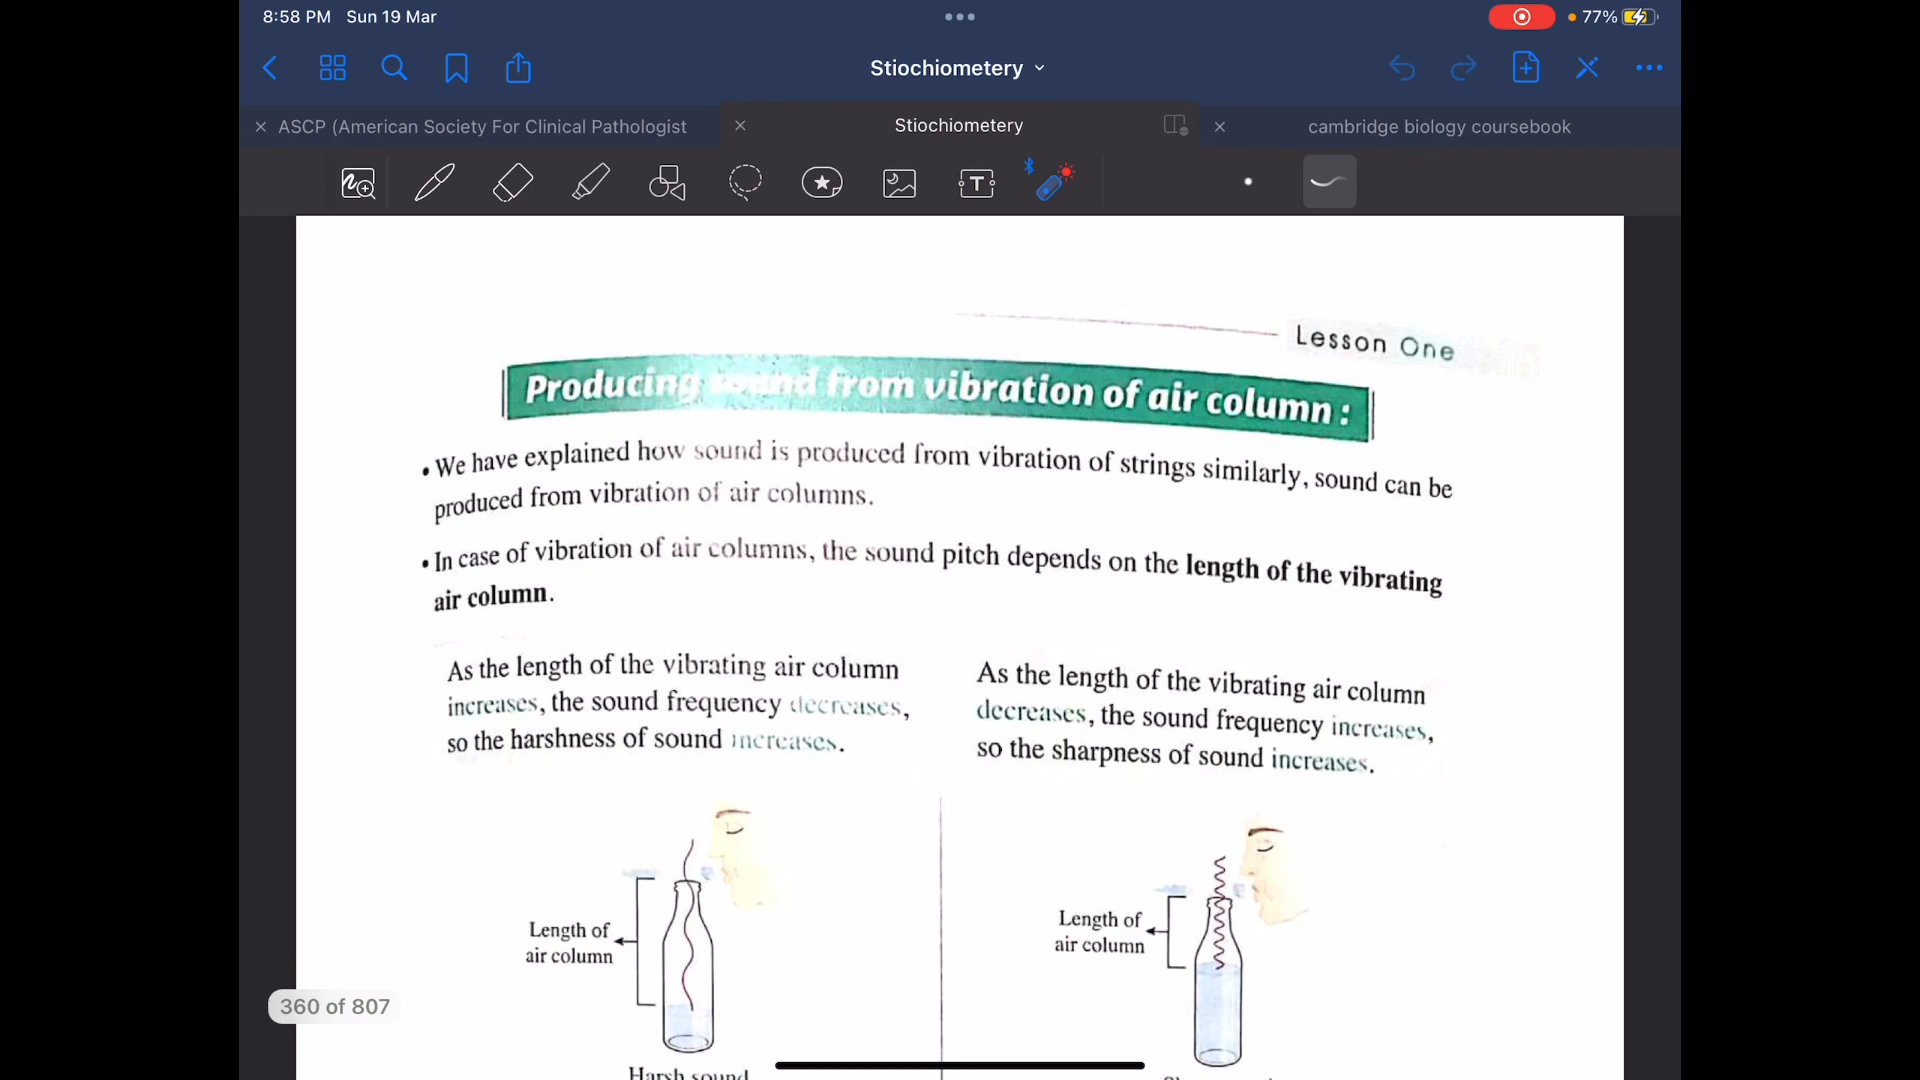 8:58 PM Sun 19 Mar
77%
Stiochiometery
ASCP (American Society For Clinical Pathologist
Stiochiometery
cambridge biology coursebook
T
Lesson One
Producing sound from vibration of air column :
• We have explained how sound is produced from vibration of strings similarly, sound can be
produced from vibration of air columns.
• In case of vibration of air columns, the sound pitch depends on the length of the vibrating
air column.
As the length of the vibrating air column
increases, the sound frequency decreases,
so the harshness of sound increases.
As the length of the vibrating air column
decreases, the sound frequency increases,
so the sharpness of sound increases.
Length of
air column
Length of
air column
360 of 807
Harsh sound